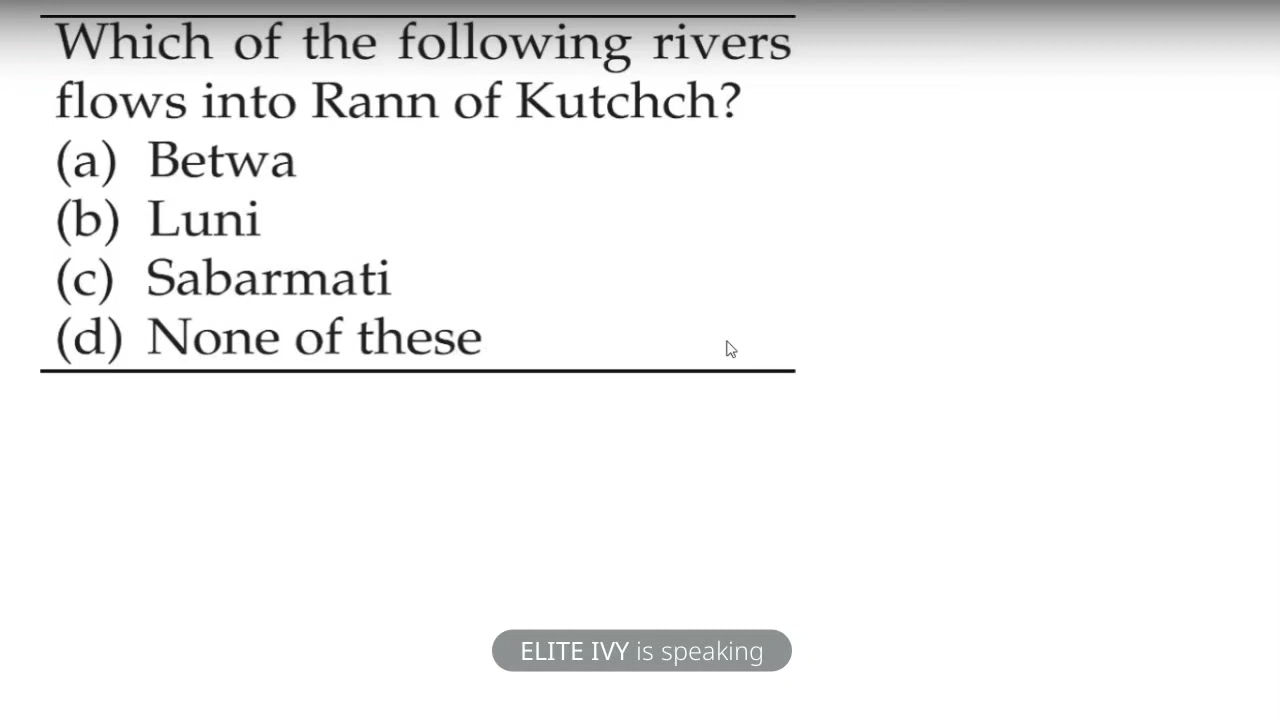 Which of the following rivers
flows into Rann of Kutchch?
(a) Betwa
(b) Luni
(c) Sabarmati
(d) None of these
ELITE IVY is speaking